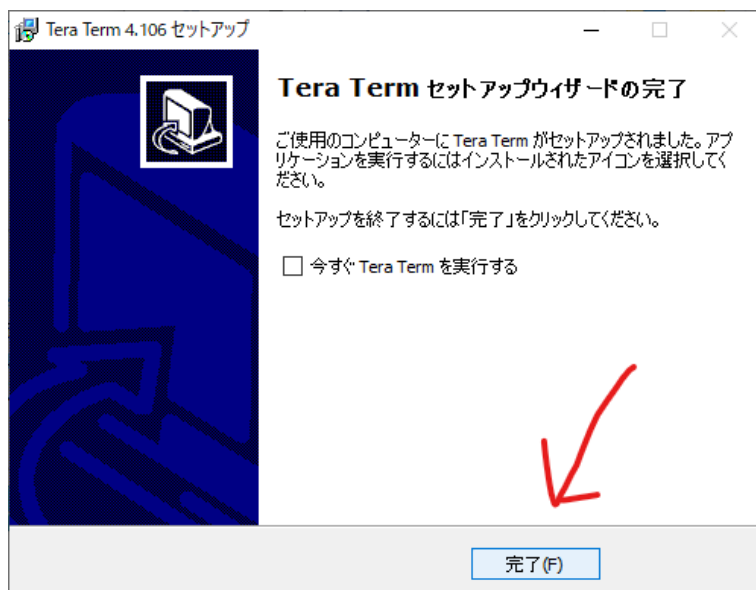 Tera Term 4.106 セットアップ
Tera Term セットアップウィザードの完了
ご使用のコンピューターに Tera Term がセットアップされました。アプ
リケーションを実行するにはインストールされたアイコンを選択してく
ださい。
セットアップを終了するには「完了」をクリックしてください。
今すぐ Tera Term を実行する
完了(F)